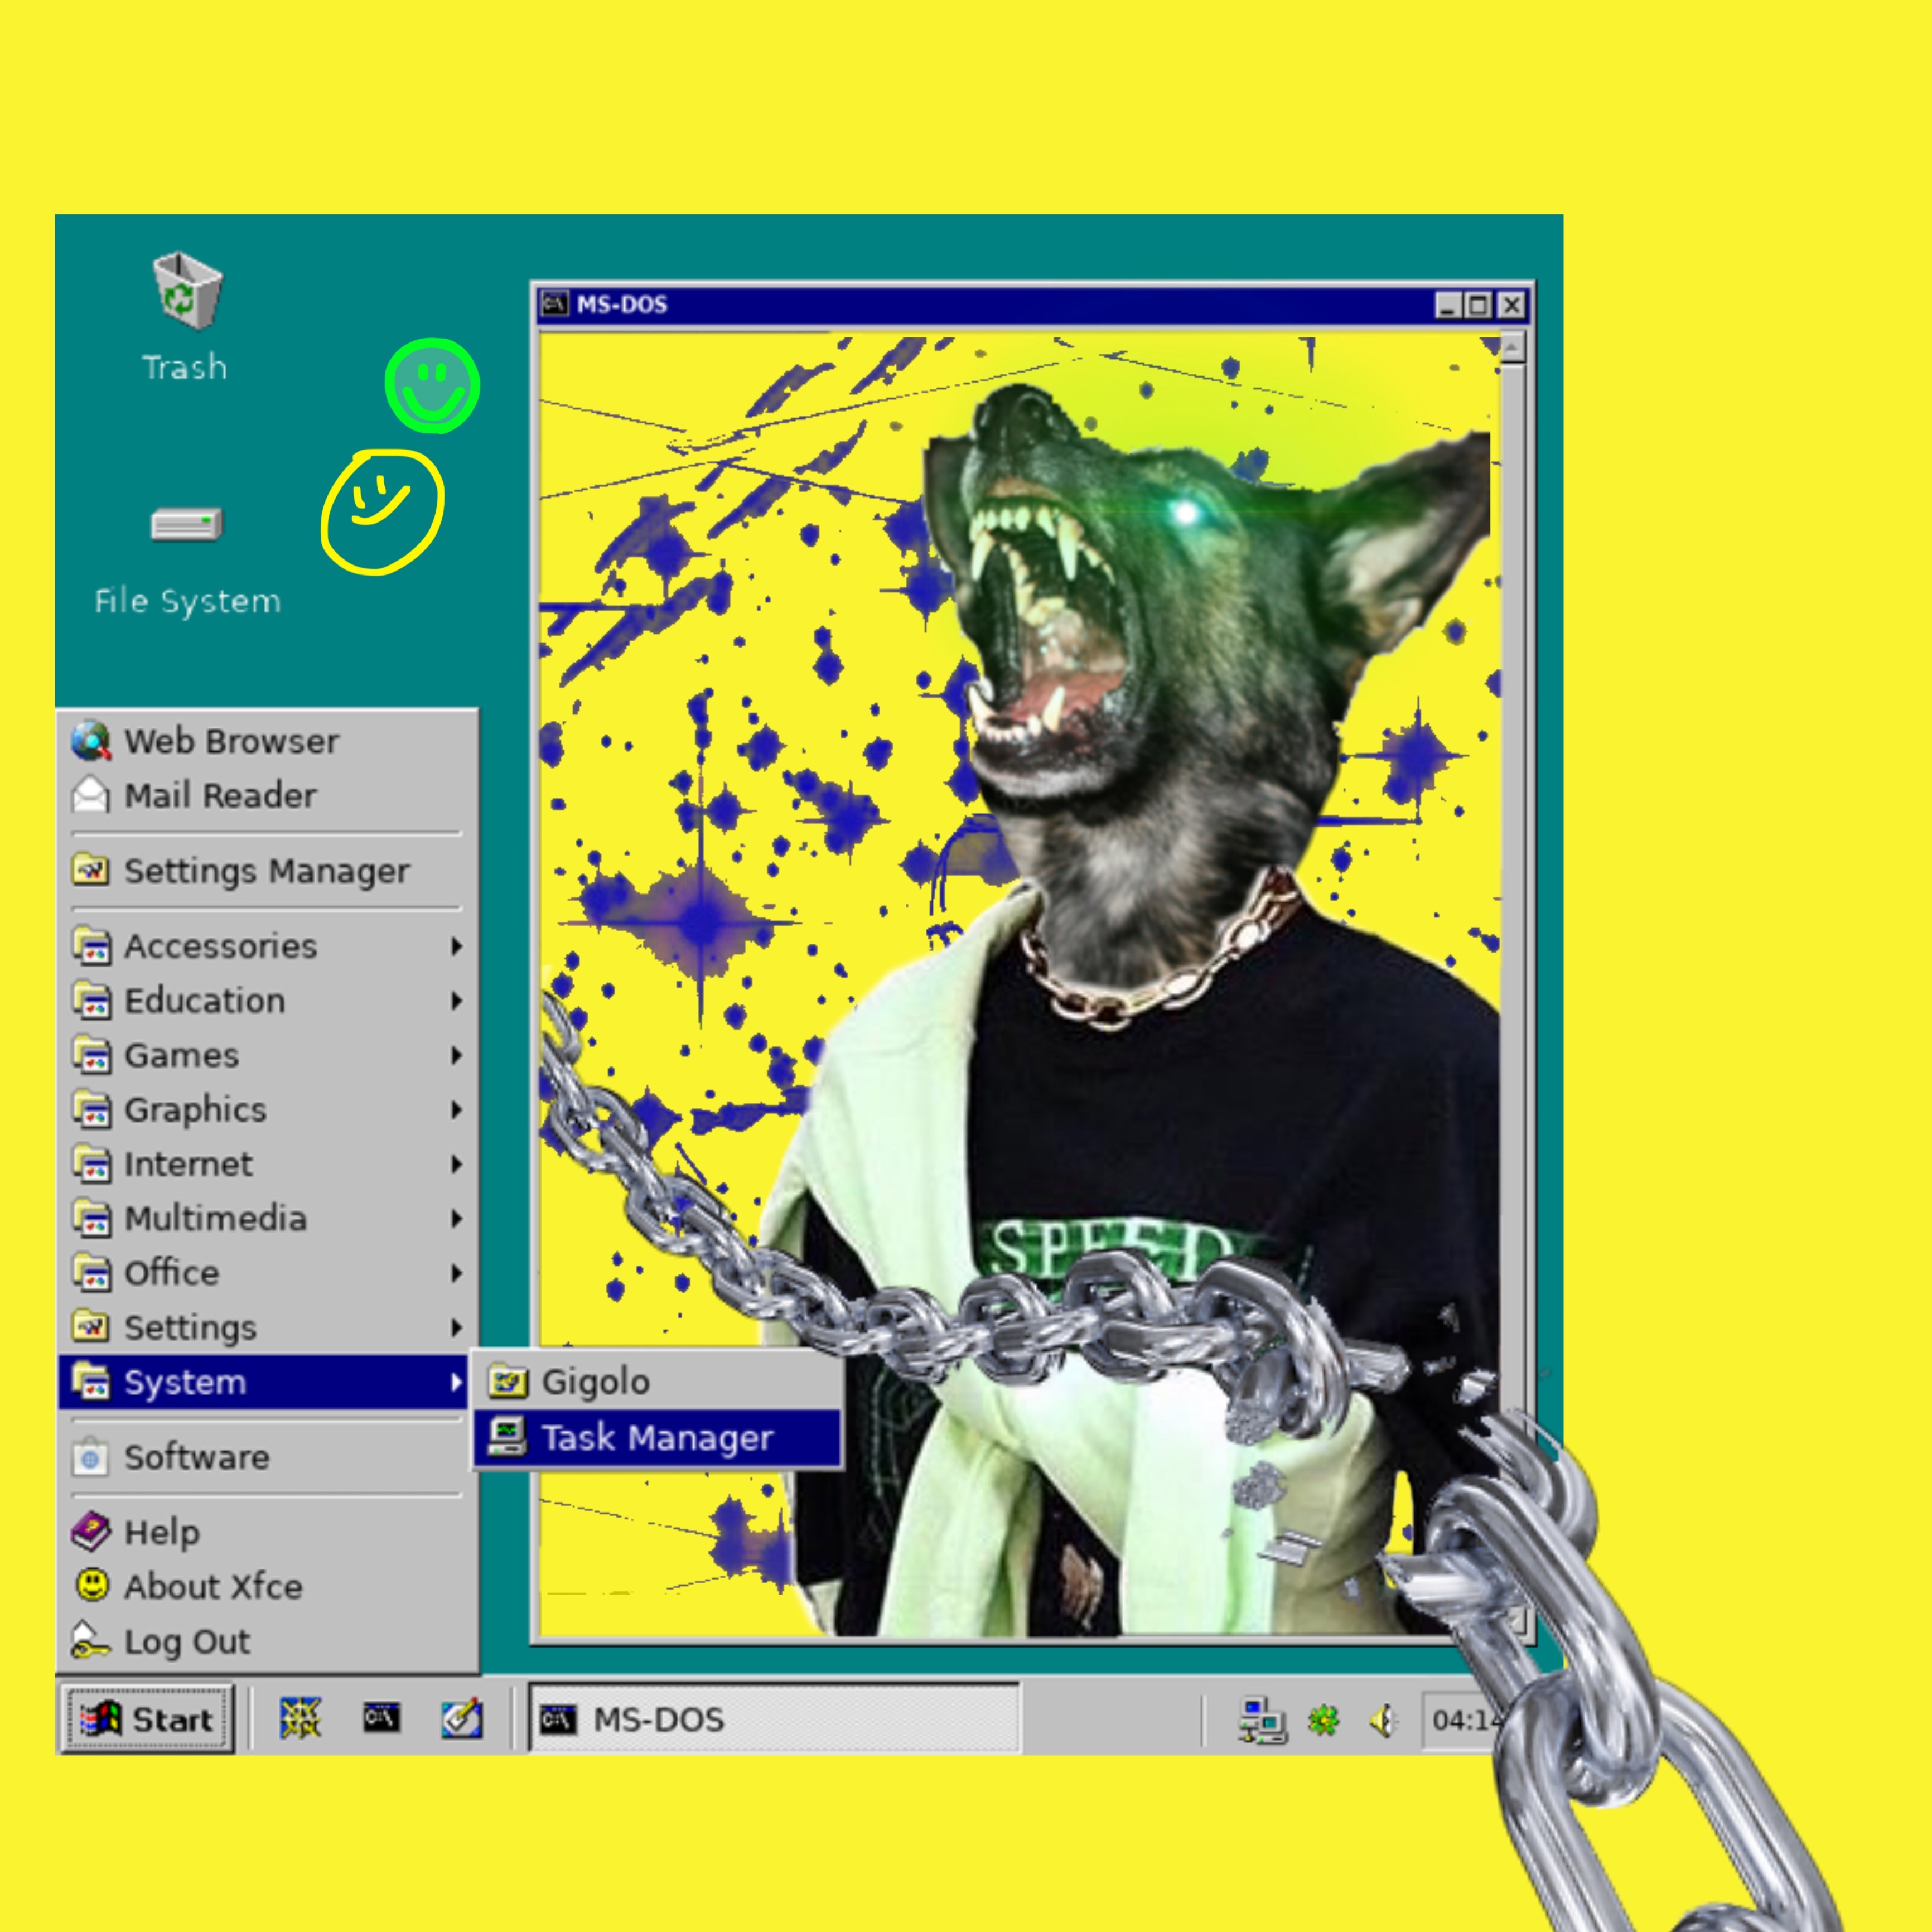 Trash
File System
MS-DOS
Web Browser
Mail Reader
Settings Manager
Accessories
Education
Games
Graphics
Internet
Multimedia
Office
Settings
System
Gigolo
Task Manager
Software
Help
About Xfce
Log Out
SPEED
Start
MS-DOS
04:14